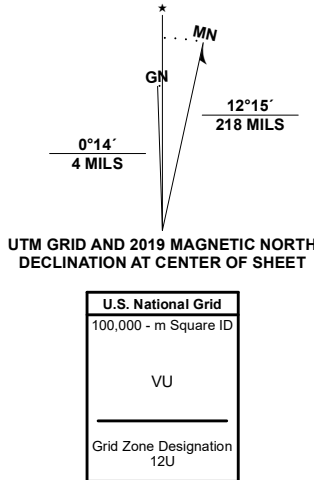 ★
MN
GN
0°14´
4 MILS
12°15´
218 MILS
UTM GRID AND 2019 MAGNETIC NORTH
DECLINATION AT CENTER OF SHEET
U.S. National Grid
100,000 - m Square ID
VU
Grid Zone Designation
12U